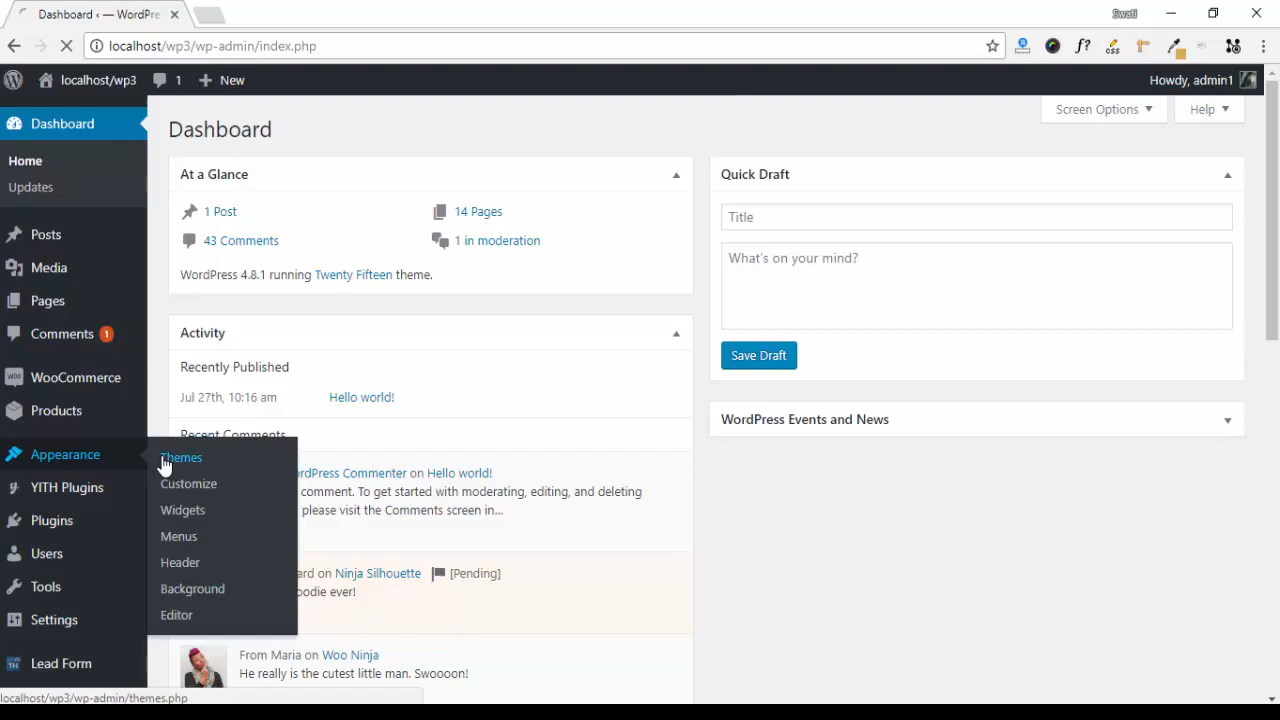 Dashboard ‹ — WordPre
Swati
localhost/wp3/wp-admin/index.php
f?
css
localhost/wp3
1
New
Howdy, admin1
Dashboard
Home
Updates
Posts
Media
Pages
Comments 1
WooCommerce
Products
Appearance
YITH Plugins
Plugins
Users
Tools
Settings
Lead Form
Themes
Customize
Widgets
Menus
Header
Background
Editor
Screen Options
Help
Dashboard
At a Glance
1 Post
14 Pages
43 Comments
1 in moderation
WordPress 4.8.1 running Twenty Fifteen theme.
Activity
Recently Published
Jul 27th, 10:16 am
Hello world!
Recent Comments
rdPress Commenter on Hello world!
comment. To get started with moderating, editing, and deleting
please visit the Comments screen in...
ard on Ninja Silhouette [Pending]
oodie ever!
From Maria on Woo Ninja
He really is the cutest little man. Swoooon!
Quick Draft
Title
What's on your mind?
Save Draft
WordPress Events and News
localhost/wp3/wp-admin/themes.php